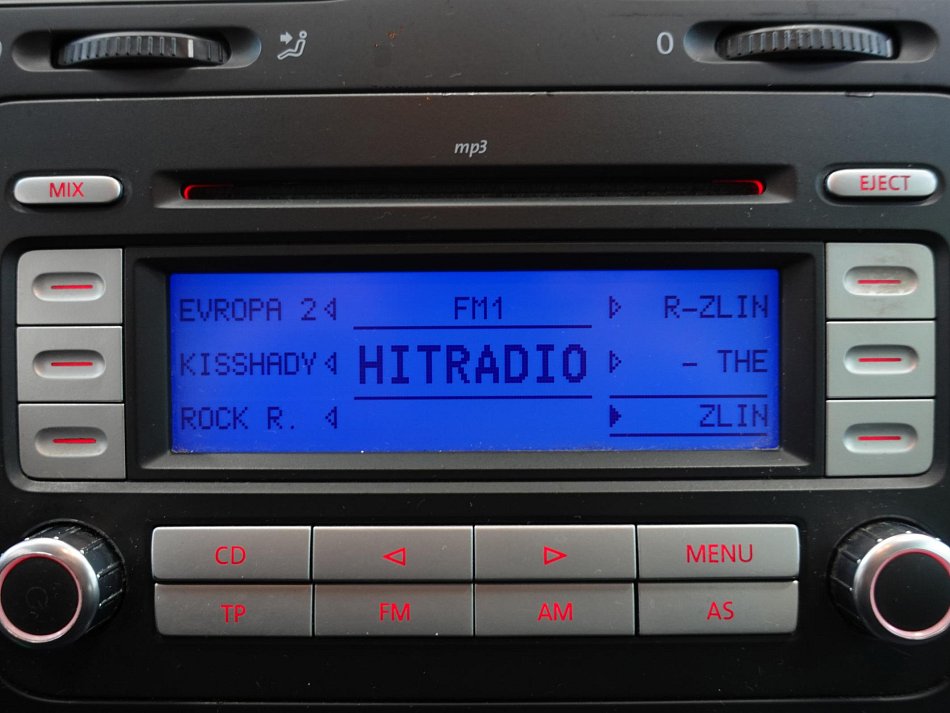 0
mp3
MIX
EJECT
EVROPA 2 FM1 R-ZLIN
KISSHADY HITRADIO - THE
ROCK R. ZLIN
CD MENU
TP FM AM AS